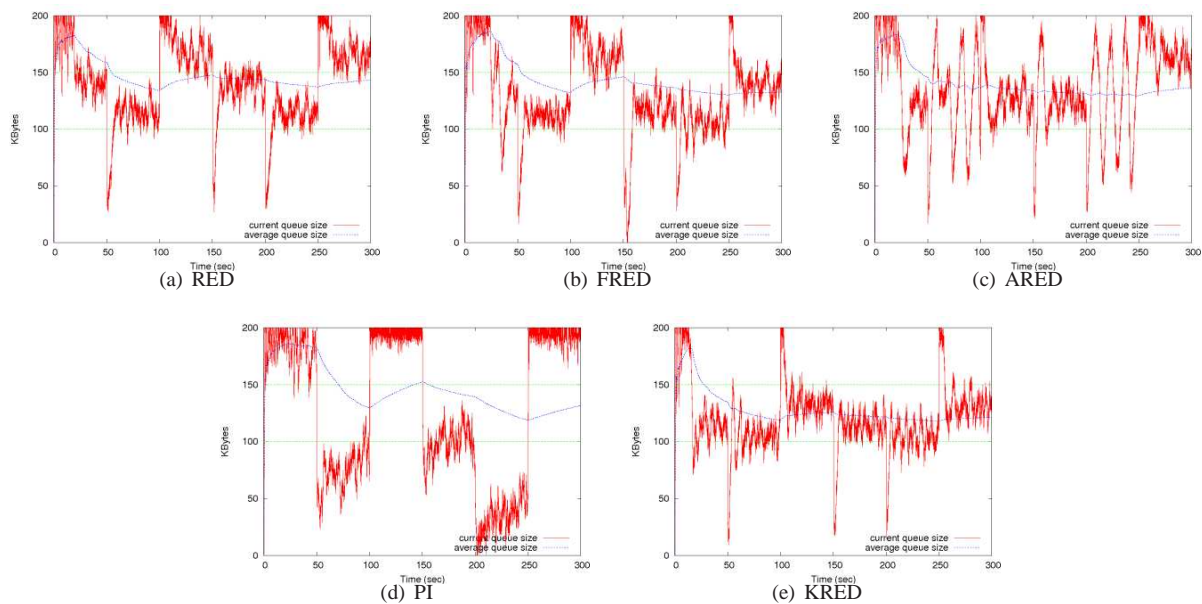 200
150
100
50
0
KBytes
current queue size
average queue size
0 50 100 150 200 250 300
Time (sec)
(a) RED
200
150
100
50
0
KBytes
current queue size
average queue size
0 50 100 150 200 250 300
Time (sec)
(b) FRED
200
150
100
50
0
KBytes
current queue size
average queue size
0 50 100 150 200 250 300
Time (sec)
(c) ARED
200
150
100
50
0
KBytes
current queue size
average queue size
0 50 100 150 200 250 300
Time (sec)
(d) PI
200
150
100
50
0
KBytes
current queue size
average queue size
0 50 100 150 200 250 300
Time (sec)
(e) KRED